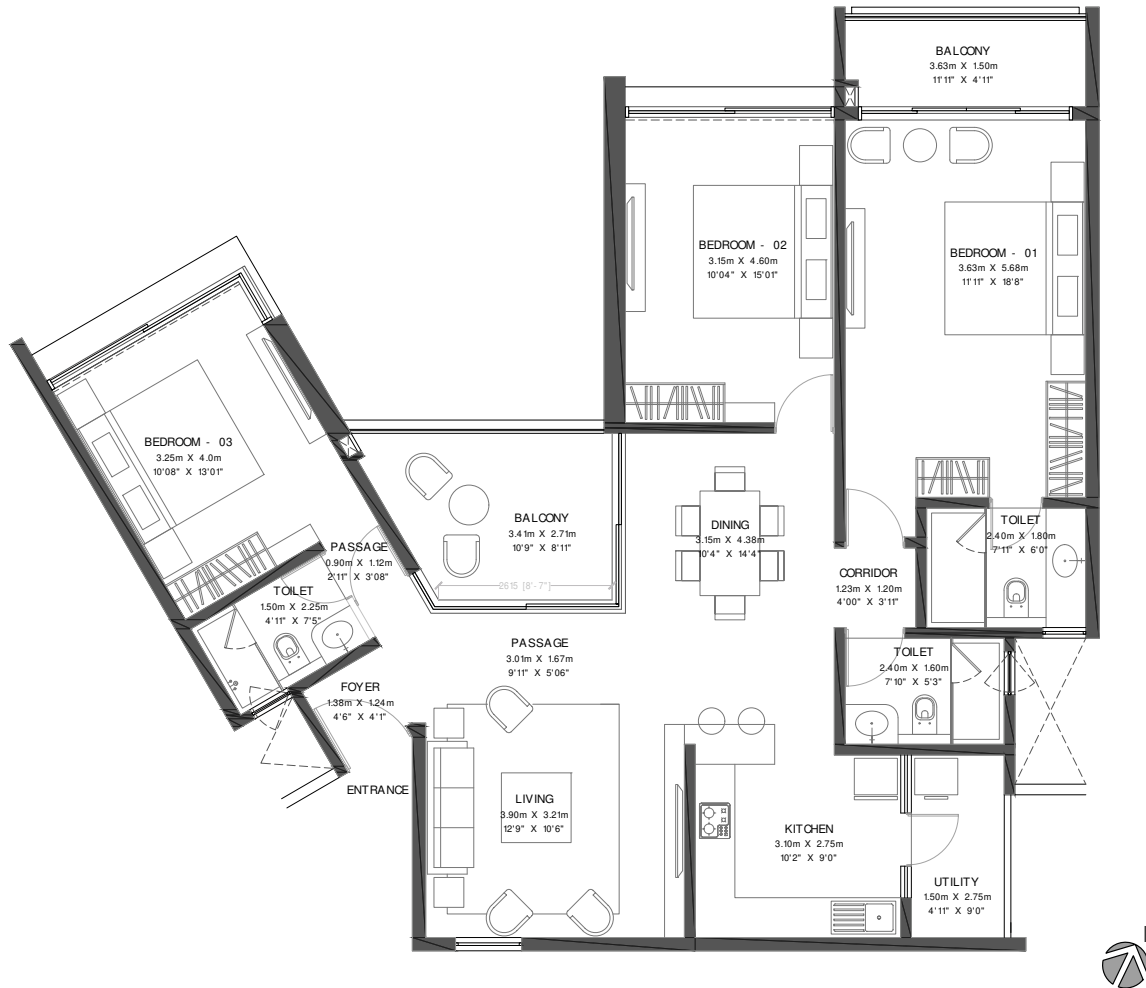 BALCONY
3.63m X 1.50m
11'11" X 4'11"
BEDROOM - 02
3.15m X 4.60m
10'04" X 15'01"
BEDROOM - 01
3.63m X 5.68m
11'11" X 18'8"
BEDROOM - 03
3.25m X 4.0m
10'08" X 13'01"
BALCONY
3.41m X 2.71m
10'9" X 8'11"
2615 [8'-7"]
DINING
3.15m X 4.38m
10'4" X 14'4"
TOILET
2.40m X 1.80m
7'11" X 6'0"
PASSAGE
0.90m X 1.12m
2'11" X 3'08"
TOILET
1.50m X 2.25m
4'11" X 7'5"
CORRIDOR
1.23m X 1.20m
4'00" X 3'11"
PASSAGE
3.01m X 1.67m
9'11" X 5'06"
TOILET
2.40m X 1.60m
7'10" X 5'3"
FOYER
1.38m X 1.24m
4'6" X 4'1"
ENTRANCE
LIVING
3.90m X 3.21m
12'9" X 10'6"
KITCHEN
3.10m X 2.75m
10'2" X 9'0"
UTILITY
1.50m X 2.75m
4'11" X 9'0"